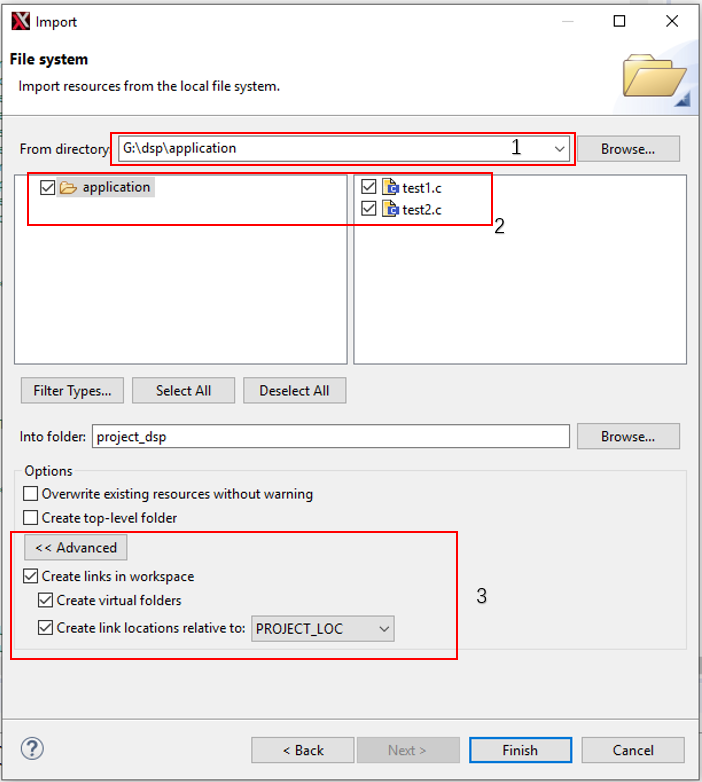 Import
File system
Import resources from the local file system.
From directory: G:\dsp\application 1 Browse...
application test1.c
test2.c
2
Filter Types... Select All Deselect All
Into folder: project_dsp Browse...
Options
Overwrite existing resources without warning
Create top-level folder
<< Advanced
Create links in workspace
3
Create virtual folders
Create link locations relative to: PROJECT_LOC
? < Back Next > Finish Cancel